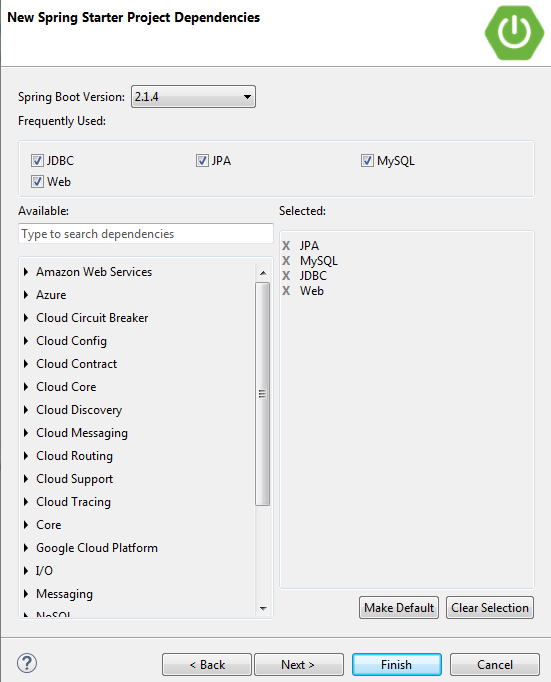 New Spring Starter Project Dependencies
Spring Boot Version: 2.1.4
Frequently Used:
JDBC JPA MySQL
Web
Available: Selected:
Type to search dependencies
X JPA
X MySQL
X JDBC
X Web
Amazon Web Services
Azure
Cloud Circuit Breaker
Cloud Config
Cloud Contract
Cloud Core
Cloud Discovery
Cloud Messaging
Cloud Routing
Cloud Support
Cloud Tracing
Core
Google Cloud Platform
I/O
Messaging
NoSQL
Make Default Clear Selection
? < Back Next > Finish Cancel